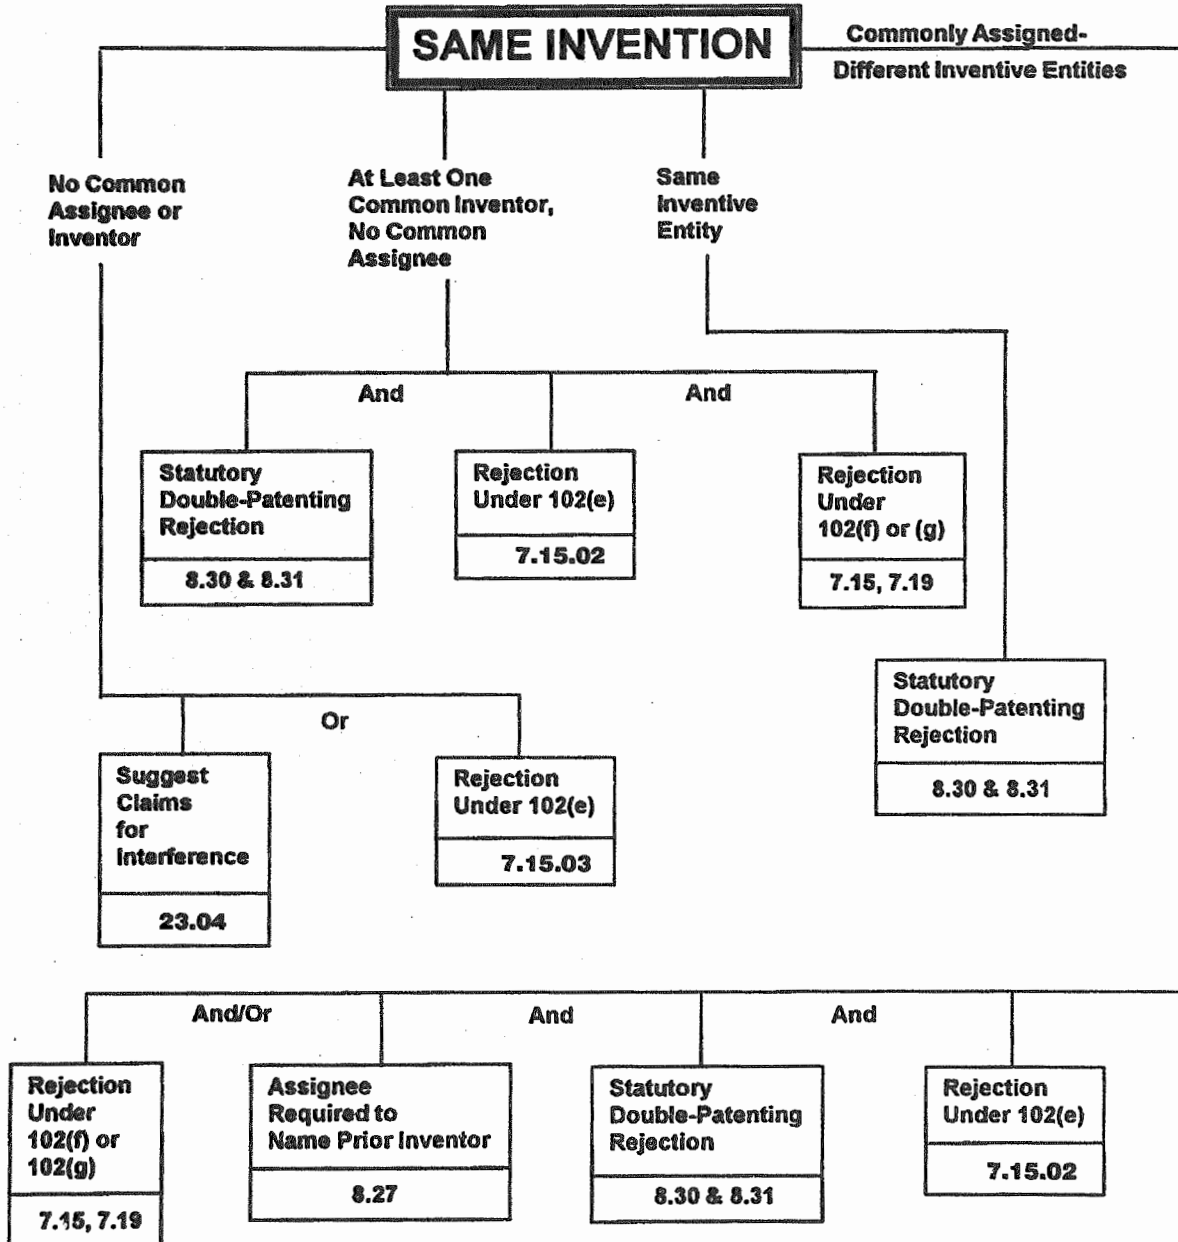 SAME INVENTION
Commonly Assigned-
Different Inventive Entities
No Common
Assignee or
Inventor
At Least One
Common Inventor,
No Common
Assignee
Same
Inventive
Entity
And
And
Statutory
Double-Patenting
Rejection
8.30 & 8.31
Rejection
Under 102(e)
7.15.02
Rejection
Under
102(f) or (g)
7.15, 7.19
Statutory
Double-Patenting
Rejection
8.30 & 8.31
Or
Suggest
Claims
for
Interference
23.04
Rejection
Under 102(e)
7.15.03
And/Or
And
And
Rejection
Under
102(f) or
102(g)
7.15, 7.19
Assignee
Required to
Name Prior Inventor
8.27
Statutory
Double-Patenting
Rejection
8.30 & 8.31
Rejection
Under 102(e)
7.15.02